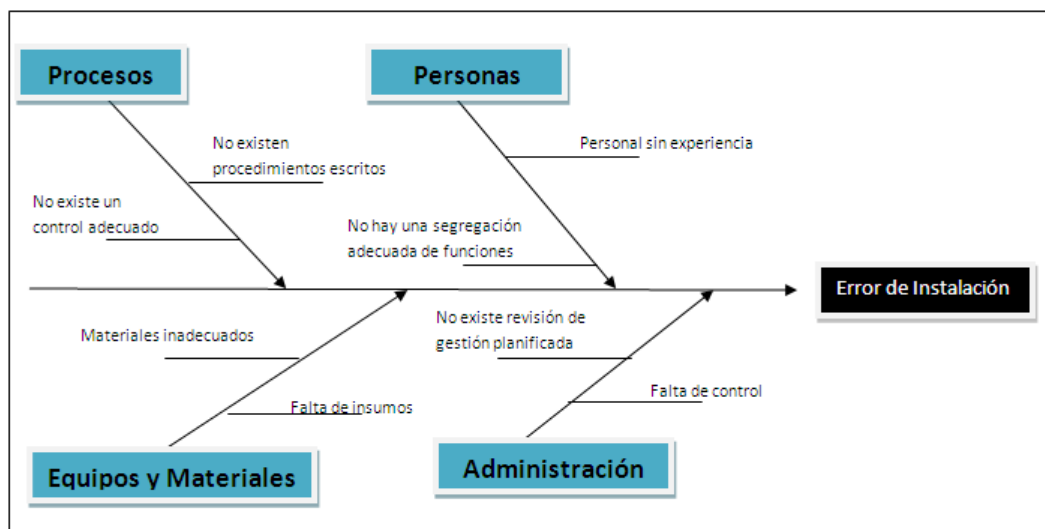 Procesos
Personas
No existen
procedimientos escritos
Personal sin experiencia
No existe un
control adecuado
No hay una segregación
adecuada de funciones
Error de Instalación
Materiales inadecuados
No existe revisión de
gestión planificada
Falta de insumos
Falta de control
Equipos y Materiales
Administración